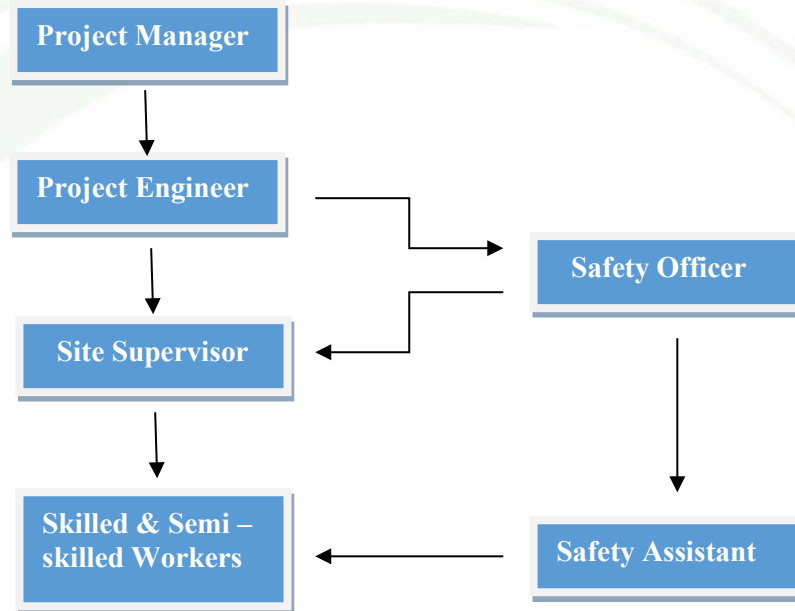 Project Manager
Project Engineer
Safety Officer
Site Supervisor
Skilled & Semi –
skilled Workers
Safety Assistant